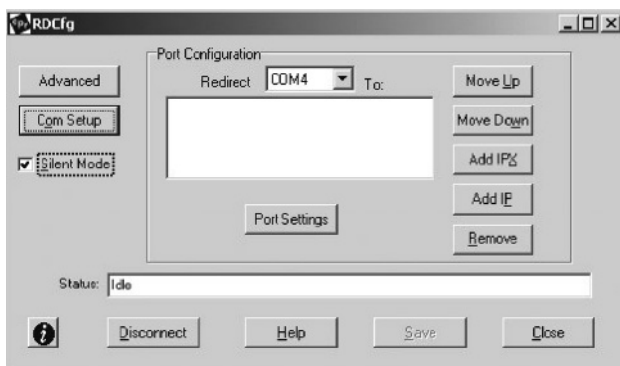 RDCfg
Port Configuration
Advanced
Redirect COM4 To:
Move Up
Com Setup
Move Down
Silent Mode
Add IPX
Add IP
Port Settings
Remove
Status: Idle
Disconnect
Help
Save
Close